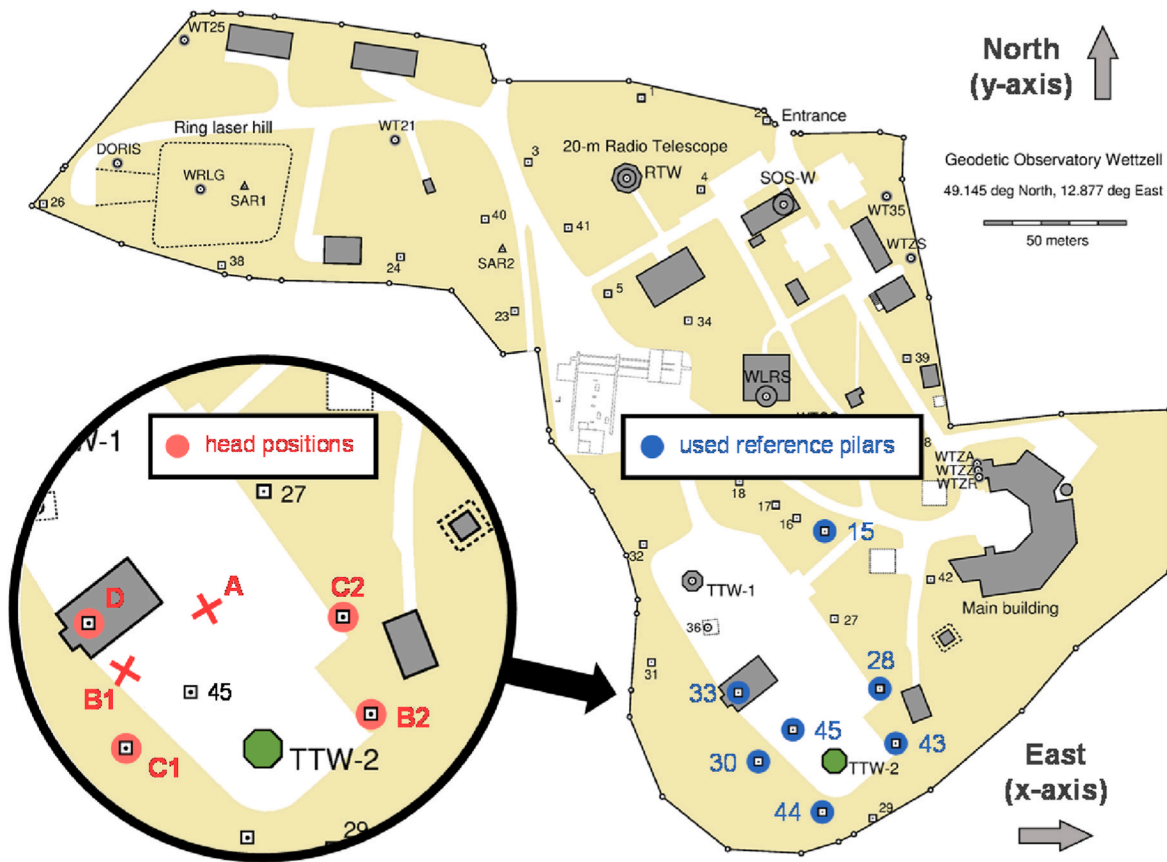 WT25
North
(y-axis)
1
2
Entrance
Ring laser hill
WT21
DORIS
3
20-m Radio Telescope
Geodetic Observatory Wettzell
WRLG
RTW
4
SOS-W
49.145 deg North, 12.877 deg East
SAR1
26
WT35
40
41
50 meters
SAR2
WTZS
38
24
5
23
34
39
WLRS
head positions
used reference pilars
W-1
8
WTZA
WTZZ
WTZR
27
18
17
16
15
32
42
D
A
C2
TTW-1
Main building
27
36
28
31
33
B1
45
B2
45
43
C1
TTW-2
30
TTW-2
East
(x-axis)
44
29
29